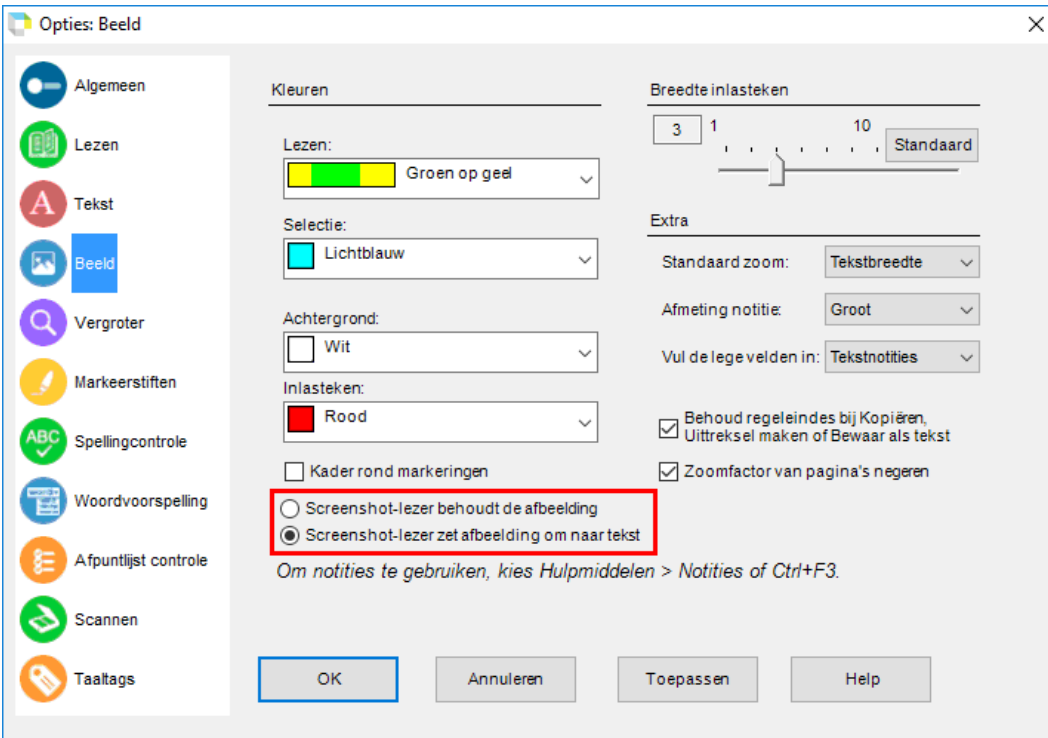 Opties: Beeld
Algemeen
Lezen
A
Tekst
Beeld
Vergroter
Markeerstiften
ABC
Spellingcontrole
Woordvoorspelling
Afpuntlijst controle
Scannen
Taaltags
Kleuren
Lezen:
Groen op geel
Selectie:
Lichtblauw
Achtergrond:
Wit
Inlasteken:
Rood
Kader rond markeringen
Screenshot-lezer behoudt de afbeelding
Screenshot-lezer zet afbeelding om naar tekst
Om notities te gebruiken, kies Hulpmiddelen > Notities of Ctrl+F3.
Breedte inlasteken
3 1 10 Standaard
Extra
Standaard zoom: Tekstbreedte
Afmeting notitie: Groot
Vul de lege velden in: Tekstnotities
Behoud regeleindes bij Kopiëren,
Uittreksel maken of Bewaar als tekst
Zoomfactor van pagina's negeren
OK Annuleren Toepassen Help